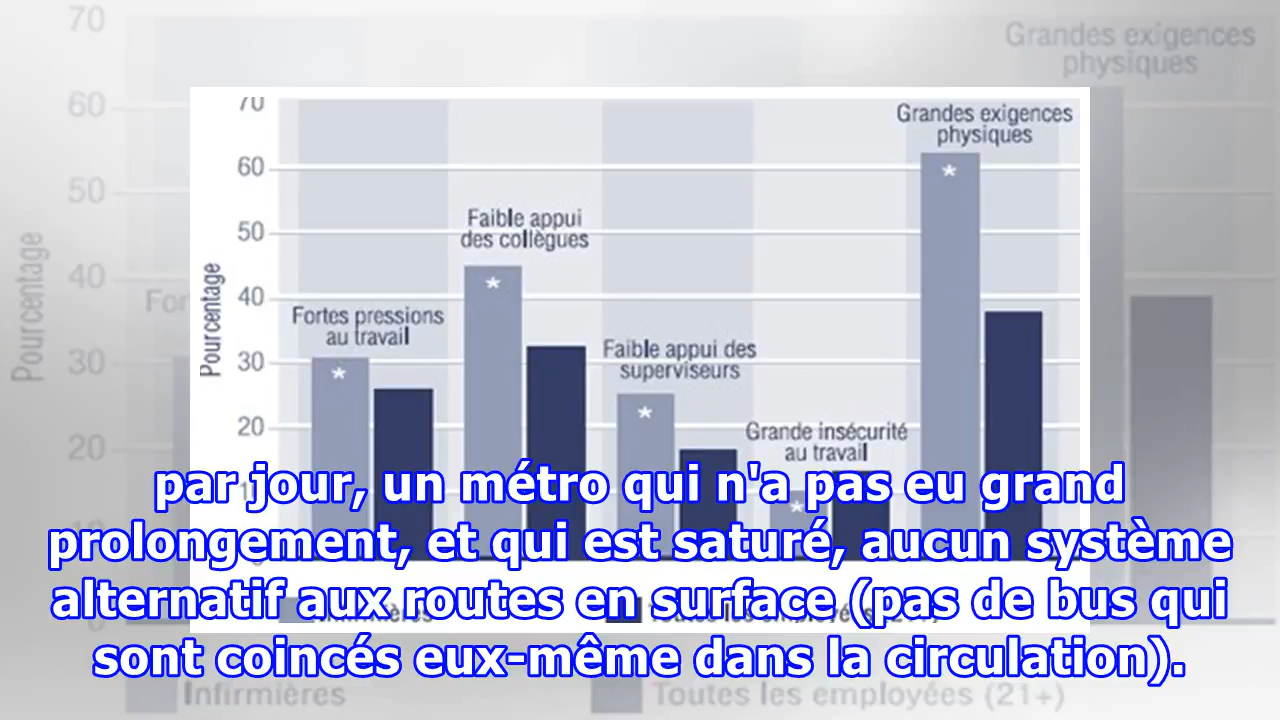 70
60
50
40
30
20
Pourcentage
Grandes exigences
physiques
70
60
50
40
30
20
Pourcentage
Fortes pressions
au travail
*
Faible appui
des collègues
*
Faible appui des
superviseurs
*
Grande insécurité
au travail
*
Grandes exigences
physiques
*
par jour, un métro qui n'a pas eu grand
prolongement, et qui est saturé, aucun système
alternatif aux routes en surface (pas de bus qui
sont coincés eux-même dans la circulation).
Infirmières
Toutes les employées (21+)